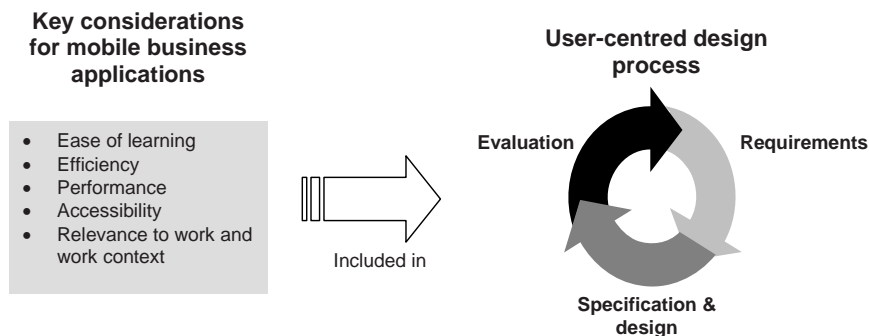 Key considerations
for mobile business
applications
• Ease of learning
• Efficiency
• Performance
• Accessibility
• Relevance to work and
work context
Included in
User-centred design
process
Evaluation
Requirements
Specification &
design